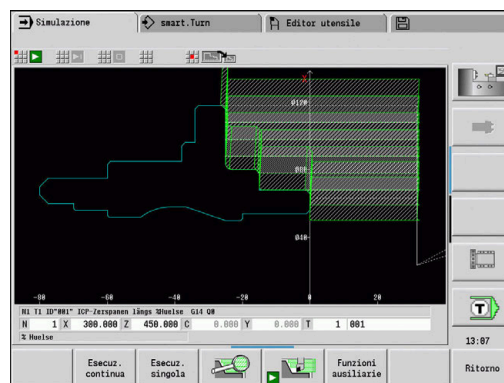 Simulazione
smart.Turn
Editor utensile
X
Ø120
Ø80
Ø40
-80 -60 -40 -20 0 20
N1 T1 ID"001" ICP-Zerspanen längs %Huelse G14 Q0
N 1 X 300.000 Z 450.000 C 0.000 Y 0.000 T 1 001
% Huelse
T
13:07
Esecuz. continua
Esecuz. singola
Funzioni ausiliarie
Ritorno